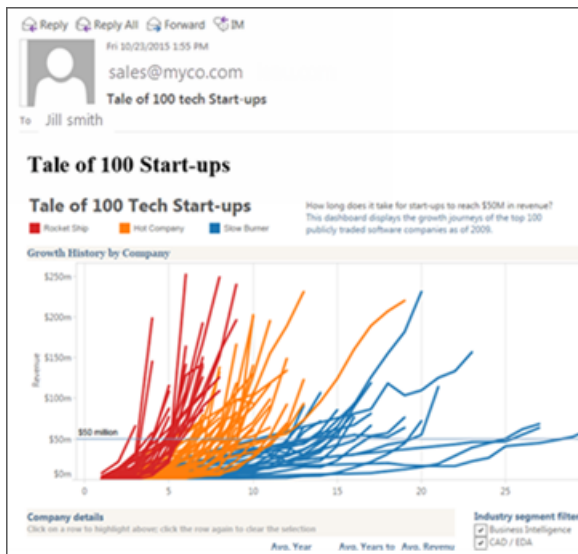 Reply Reply All Forward IM
Fri 10/23/2015 1:55 PM
sales@myco.com
Tale of 100 tech Start-ups
To Jill smith
Tale of 100 Start-ups
Tale of 100 Tech Start-ups
Rocket Ship Hot Company Slow Burner
How long does it take for start-ups to reach $50M in revenue?
This dashboard displays the growth journeys of the top 100
publicly traded software companies as of 2009.
Growth History by Company
$250m
$200m
$150m
$100m
$50m
$0m
Revenue
$50 million
0 5 10 15 20 25
Company details
Click on a row to highlight above; click the row again to clear the selection
Avg. Year Avg. Years to Avg. Revenu
Industry segment filter
Business Intelligence
CAD / EDA